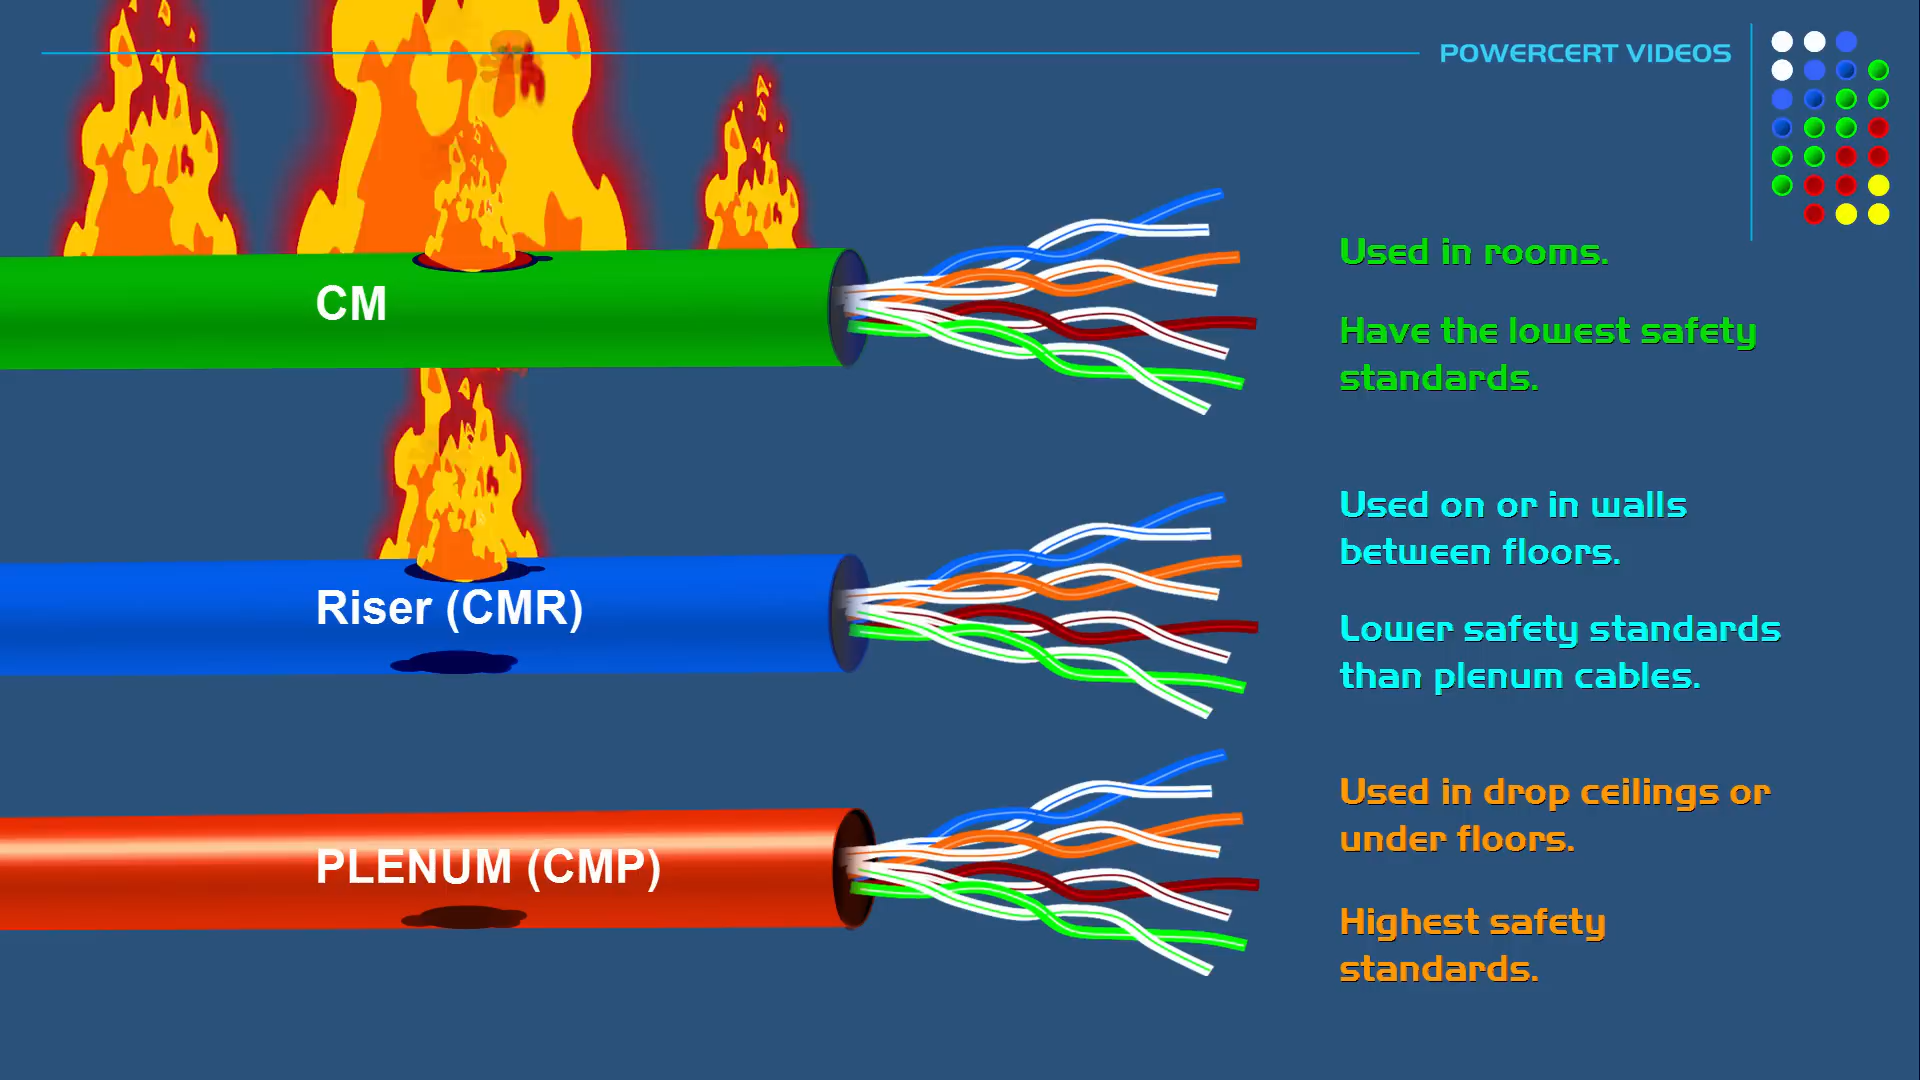 POWERCERT VIDEOS
CM
Used in rooms.
Have the lowest safety
standards.
Riser (CMR)
Used on or in walls
between floors.
Lower safety standards
than plenum cables.
PLENUM (CMP)
Used in drop ceilings or
under floors.
Highest safety
standards.